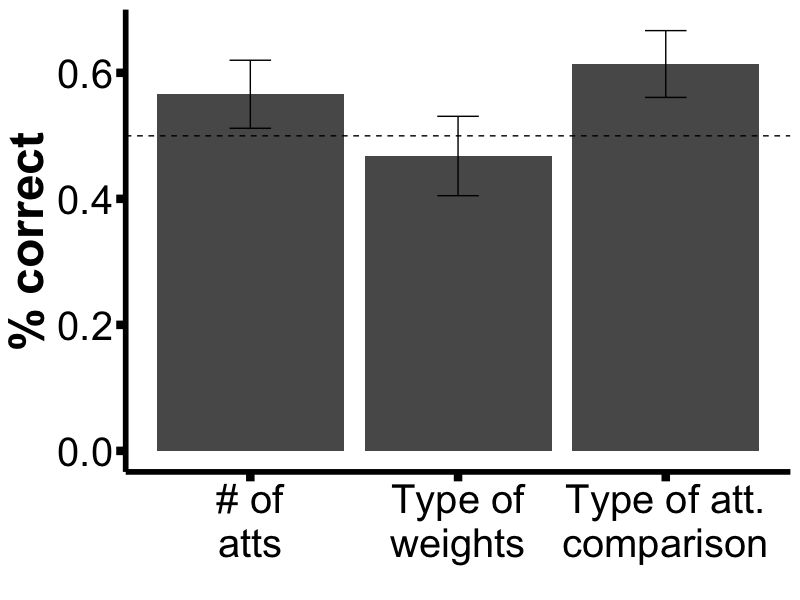 % correct
0.6
0.4
0.2
0.0
# of
atts
Type of
weights
Type of att.
comparison